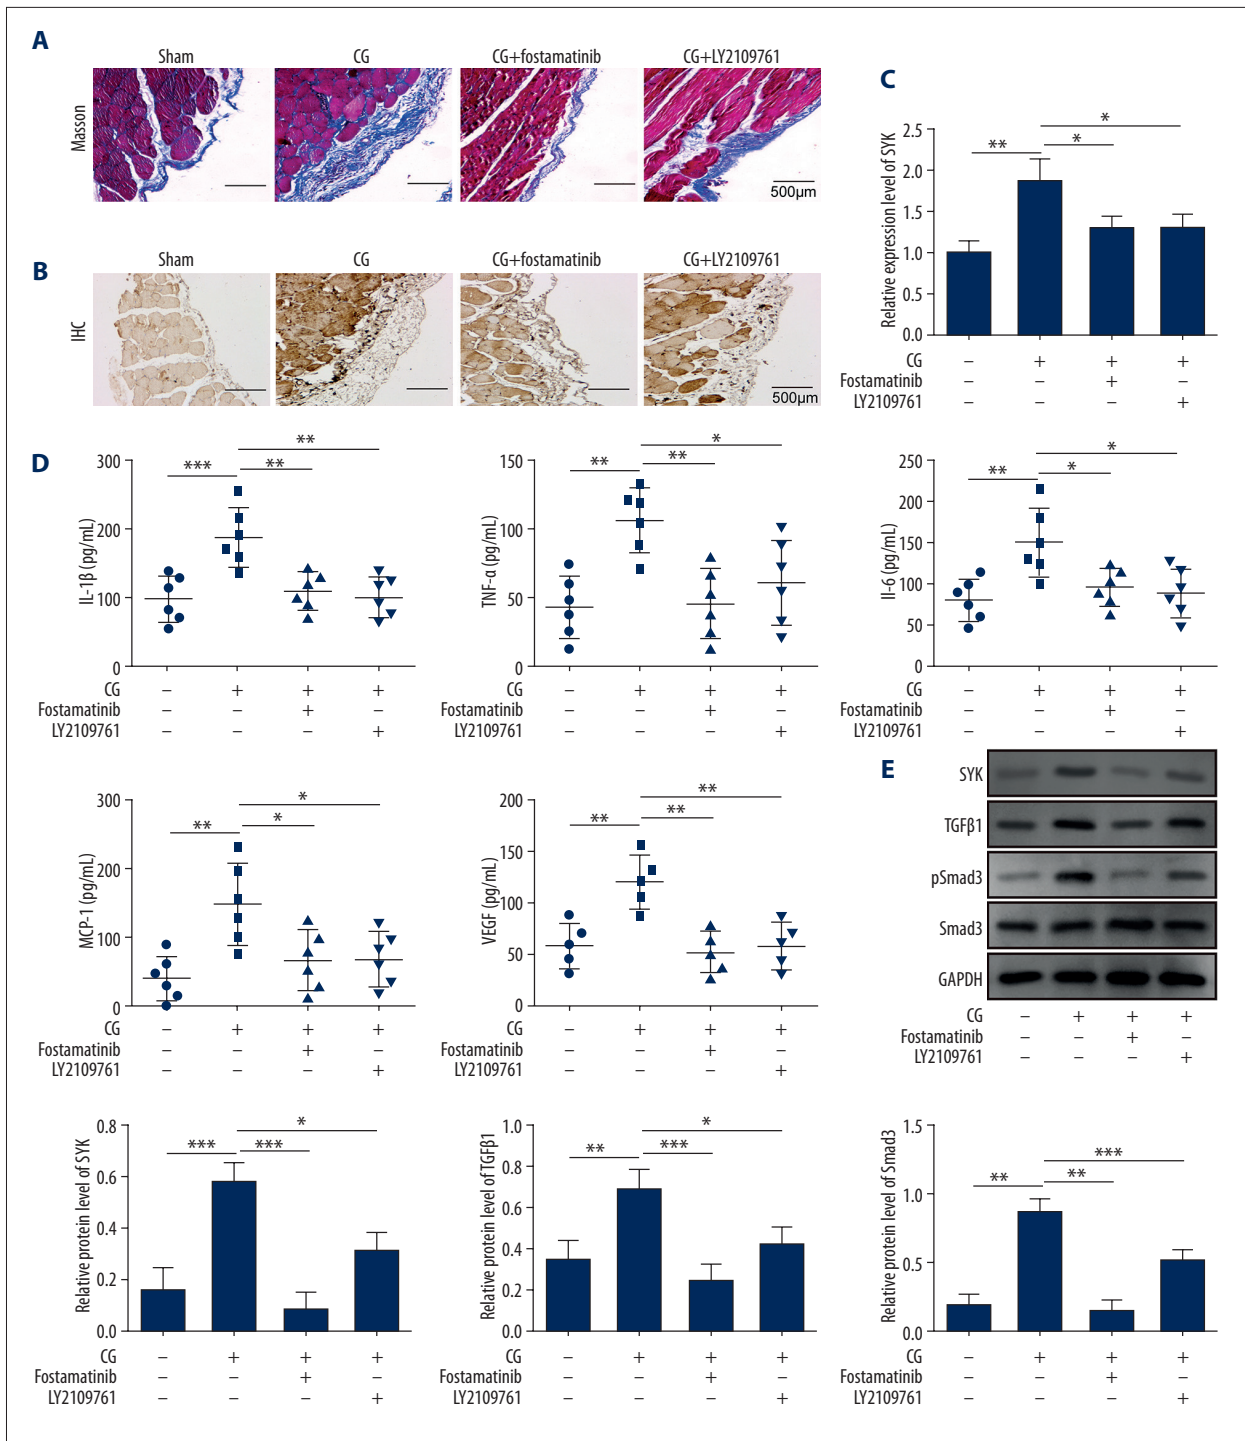 A
Sham CG CG+fostamatinib CG+LY2109761
Masson
500μm
B
Sham CG CG+fostamatinib CG+LY2109761
IHC
500μm
C
Relative expression level of SYK
2.5
2.0
1.5
1.0
0.5
0.0
** * *
CG – + + +
Fostamatinib – – + –
LY2109761 – – – +
D
IL-1β (pg/mL)
300
200
100
0
*** ** **
CG – + + +
Fostamatinib – – + –
LY2109761 – – – +
TNF-α (pg/mL)
150
100
50
0
** ** *
CG – + + +
Fostamatinib – – + –
LY2109761 – – – +
Il-6 (pg/mL)
250
200
150
100
50
0
** * *
CG – + + +
Fostamatinib – – + –
LY2109761 – – – +
MCP-1 (pg/mL)
300
200
100
0
** * *
CG – + + +
Fostamatinib – – + –
LY2109761 – – – +
VEGF (pg/mL)
200
150
100
50
0
** ** **
CG – + + +
Fostamatinib – – + –
LY2109761 – – – +
E
SYK
TGFβ1
pSmad3
Smad3
GAPDH
CG – + + +
Fostamatinib – – + –
LY2109761 – – – +
Relative protein level of SYK
0.8
0.6
0.4
0.2
0.0
*** *** *
CG – + + +
Fostamatinib – – + –
LY2109761 – – – +
Relative protein level of TGFβ1
1.0
0.8
0.6
0.4
0.2
0.0
** *** *
CG – + + +
Fostamatinib – – + –
LY2109761 – – – +
Relative protein level of Smad3
1.5
1.0
0.5
0.0
** ** ***
CG – + + +
Fostamatinib – – + –
LY2109761 – – – +